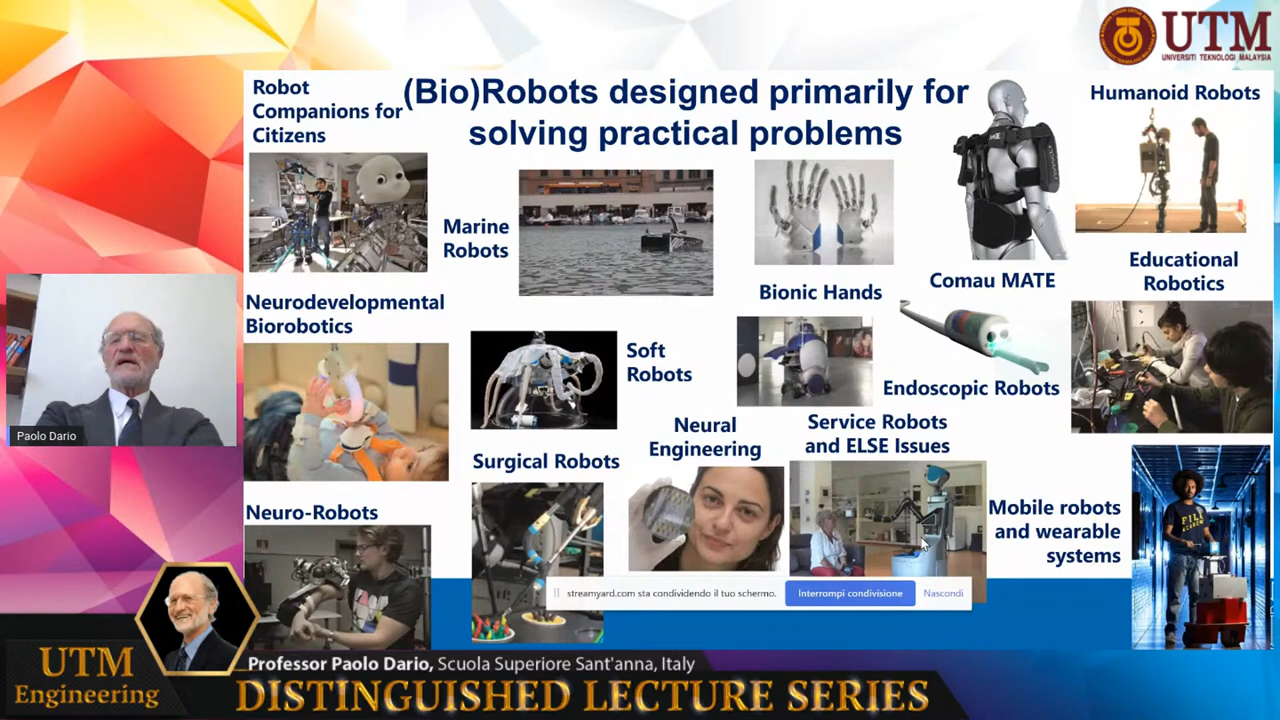 UTM
UNIVERSITI TEKNOLOGI MALAYSIA
(Bio)Robots designed primarily for
solving practical problems
Robot
Companions for
Citizens
Humanoid Robots
Marine
Robots
Bionic Hands
Comau MATE
Educational
Robotics
Neurodevelopmental
Biorobotics
Soft
Robots
Endoscopic Robots
Neural
Engineering
Service Robots
and ELSE Issues
Surgical Robots
Neuro-Robots
Mobile robots
and wearable
systems
Paolo Dario
streamyard.com sta condividendo il tuo schermo.
Interrompi condivisione
Nascondi
UTM
Engineering
Professor Paolo Dario, Scuola Superiore Sant'anna, Italy
DISTINGUISHED LECTURE SERIES